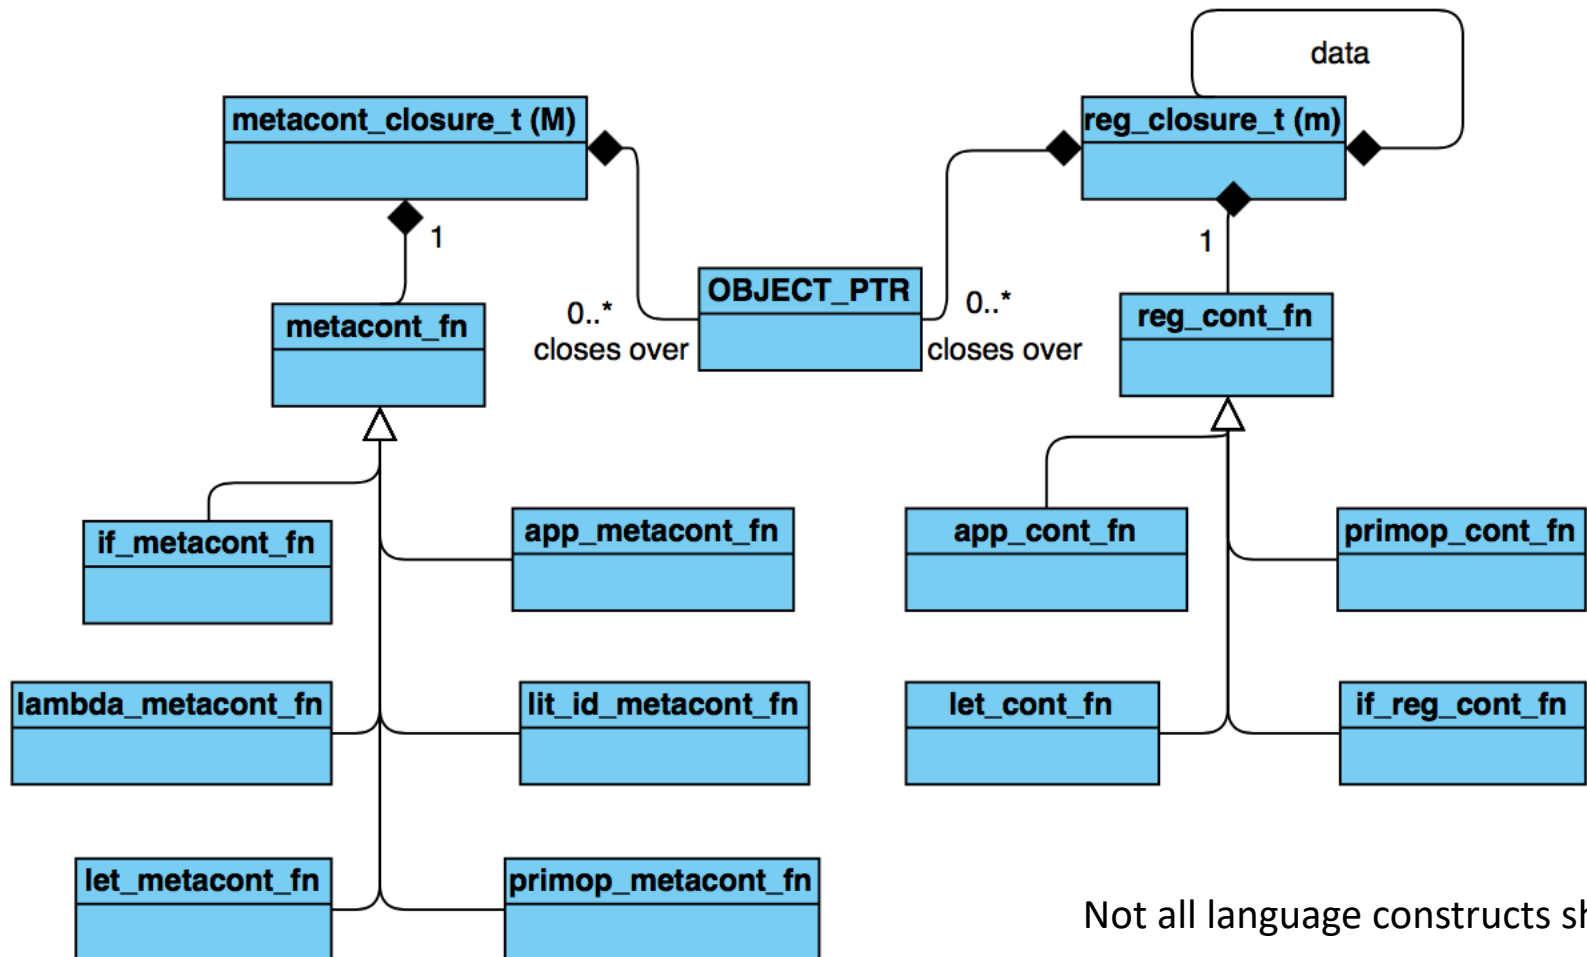 data
metacont_closure_t (M)
reg_closure_t (m)
1
1
OBJECT_PTR
metacont_fn
0..*
closes over
0..*
closes over
reg_cont_fn
if_metacont_fn
app_metacont_fn
app_cont_fn
primop_cont_fn
lambda_metacont_fn
lit_id_metacont_fn
let_cont_fn
if_reg_cont_fn
let_metacont_fn
primop_metacont_fn
Not all language constructs